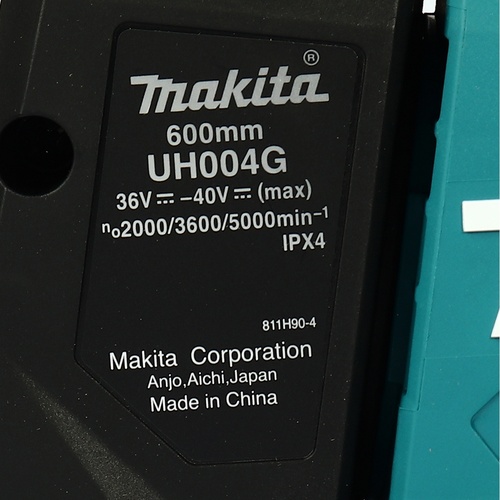 makita®
600mm
UH004G
36V⎓ –40V⎓ (max)
n₀2000/3600/5000min⁻¹
IPX4
811H90-4
Makita Corporation
Anjo,Aichi,Japan
Made in China